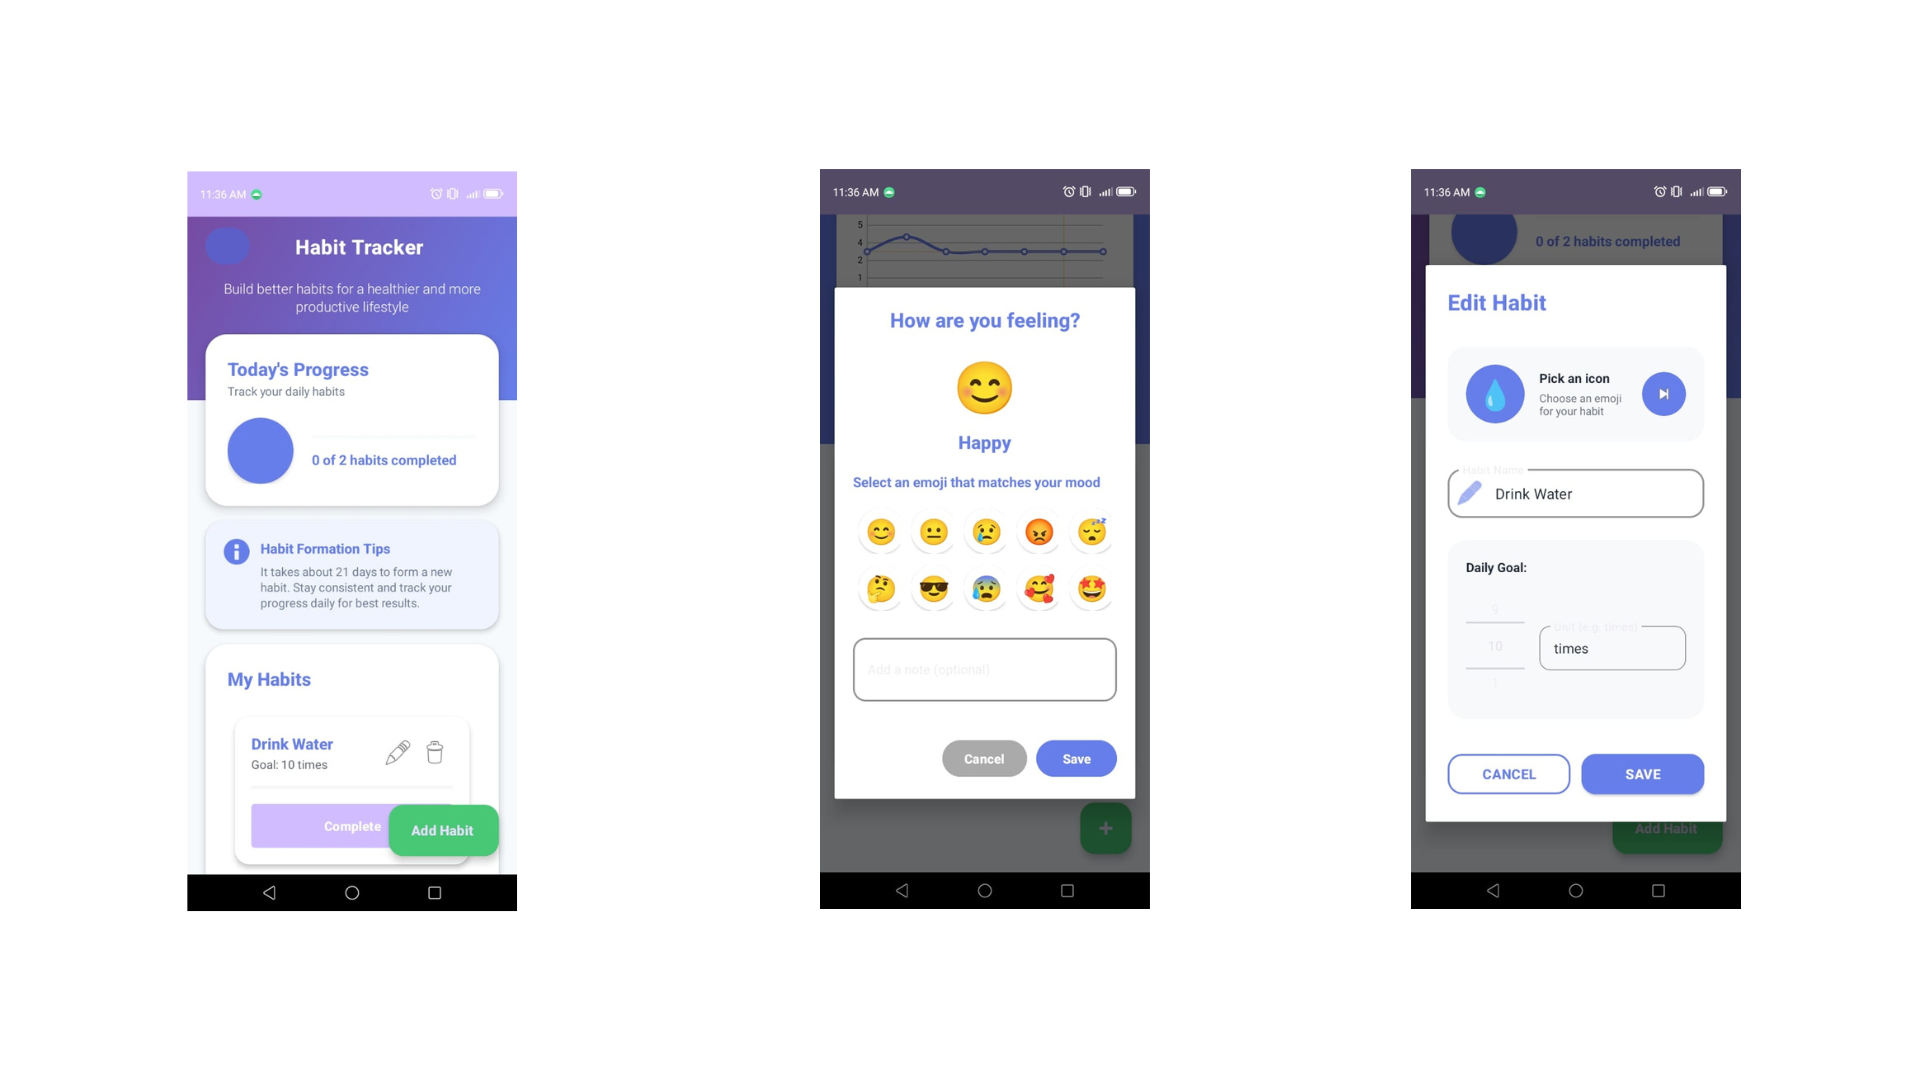 11:36 AM
Habit Tracker
Build better habits for a healthier and more
productive lifestyle
Today's Progress
Track your daily habits
0 of 2 habits completed
Habit Formation Tips
It takes about 21 days to form a new
habit. Stay consistent and track your
progress daily for best results.
My Habits
Drink Water
Goal: 10 times
Complete
Add Habit
11:36 AM
5
4
2
1
How are you feeling?
Happy
Select an emoji that matches your mood
Add a note (optional)
Cancel
Save
+
11:36 AM
0 of 2 habits completed
Edit Habit
Pick an icon
Choose an emoji
for your habit
Habit Name
Drink Water
Daily Goal:
9
Unit (e.g. times)
10
times
1
CANCEL
SAVE
Add Habit